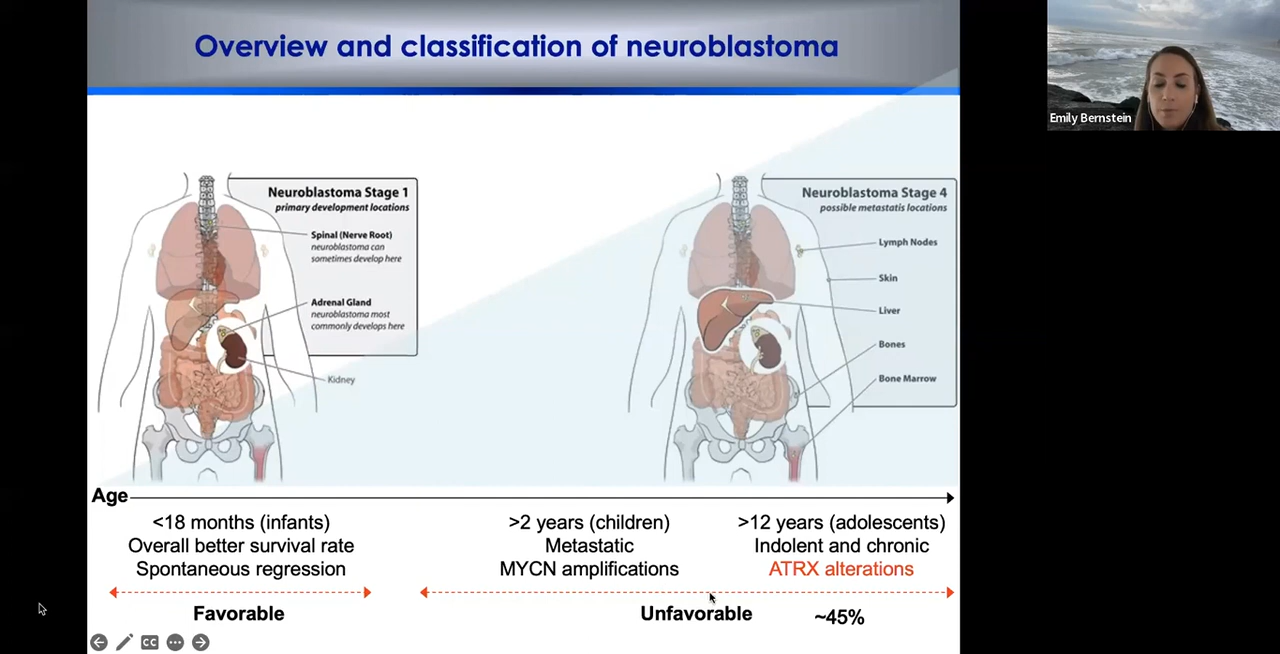 Overview and classification of neuroblastoma
Emily Bernstein
Neuroblastoma Stage 1
primary development locations
Spinal (Nerve Root)
neuroblastoma can
sometimes develop here
Adrenal Gland
neuroblastoma most
commonly develops here
Kidney
Neuroblastoma Stage 4
possible metastatis locations
Lymph Nodes
Skin
Liver
Bones
Bone Marrow
Age
<18 months (infants)
Overall better survival rate
Spontaneous regression
>2 years (children)
Metastatic
MYCN amplifications
>12 years (adolescents)
Indolent and chronic
ATRX alterations
Favorable
Unfavorable
~45%
CC